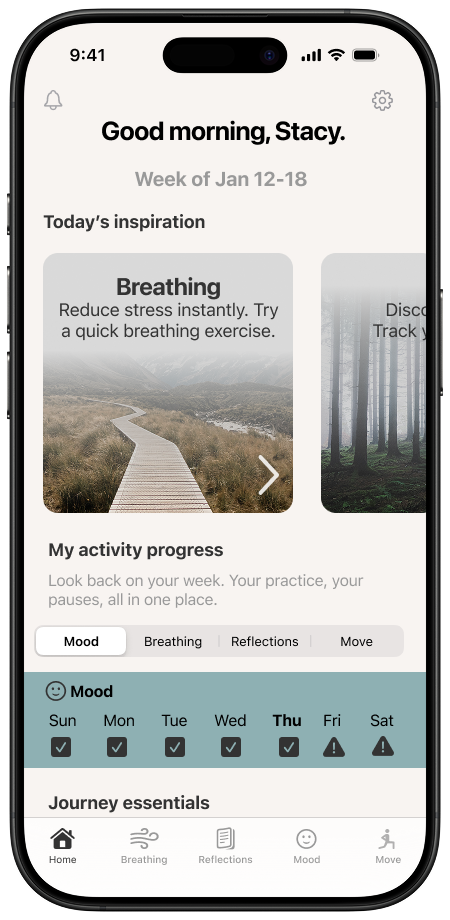 9:41
Good morning, Stacy.
Week of Jan 12-18
Today's inspiration
Breathing
Reduce stress instantly. Try
a quick breathing exercise.
Disco
Track y
My activity progress
Look back on your week. Your practice, your
pauses, all in one place.
Mood Breathing Reflections Move
Mood
Sun Mon Tue Wed Thu Fri Sat
Journey essentials
Home Breathing Reflections Mood Move